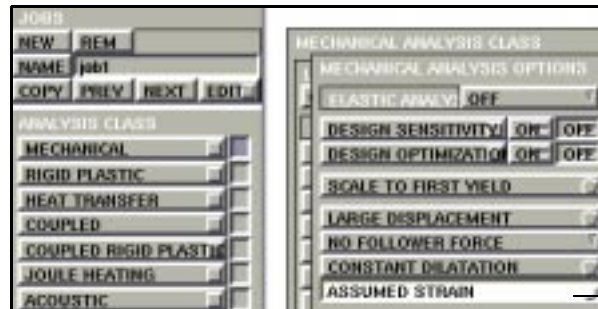 JOBS
NEW REM
NAME job1
COPY PREV NEXT EDIT
ANALYSIS CLASS
MECHANICAL
RIGID PLASTIC
HEAT TRANSFER
COUPLED
COUPLED RIGID PLASTIC
JOULE HEATING
ACOUSTIC
MECHANICAL ANALYSIS CLASS
MECHANICAL ANALYSIS OPTIONS
ELASTIC ANALY OFF
DESIGN SENSITIVITY ON OFF
DESIGN OPTIMIZATIO ON OFF
SCALE TO FIRST YIELD
LARGE DISPLACEMENT
NO FOLLOWER FORCE
CONSTANT DILATATION
ASSUMED STRAIN